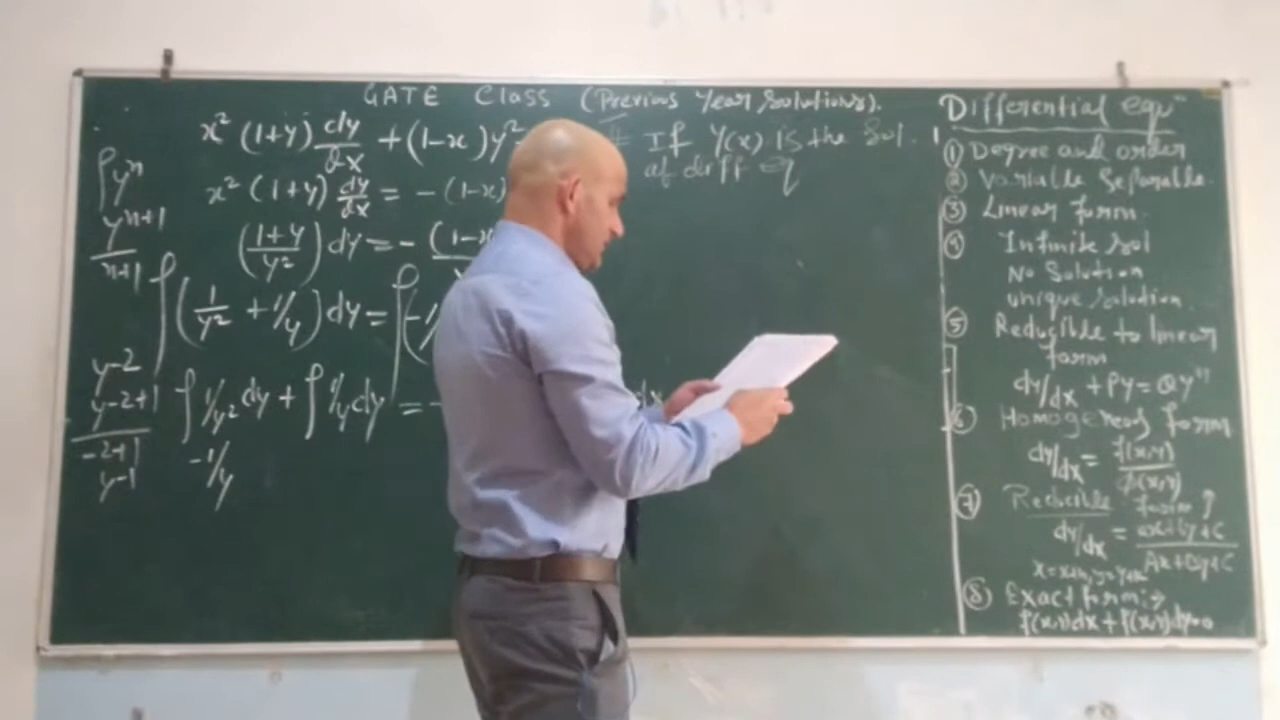 GATE Class (Previous Year Solutions).
x² (1+y) dy/dx + (1-x) y²
# If Y(x) is the Sol.
of diff eq
x² (1+y) dy/dx = - (1-x)
((1+y)/y²) dy = - (1-x
∫ (1/y² + 1/y) dy = ∫ (-1/
∫ 1/y² dy + ∫ 1/y dy = - dx
-1/y
∫ yⁿ
yⁿ⁺¹
n+1
y-2
y-2+1
-2+1
y-1
Differential eqⁿ
① Degree and order
② Variable Separable.
③ Linear form.
④ Infinite sol
No Solution
unique solution.
⑤ Reducible to linear
form
dy/dx + Py = Qyⁿ
⑥ Homogeneous form
dy/dx = f(x,y)/ϕ(x,y)
⑦ Reducible form
dy/dx = ax+by+c/Ax+By+C
⑧ Exact form:→
f(x,y)dx + f(x,y)dy=0